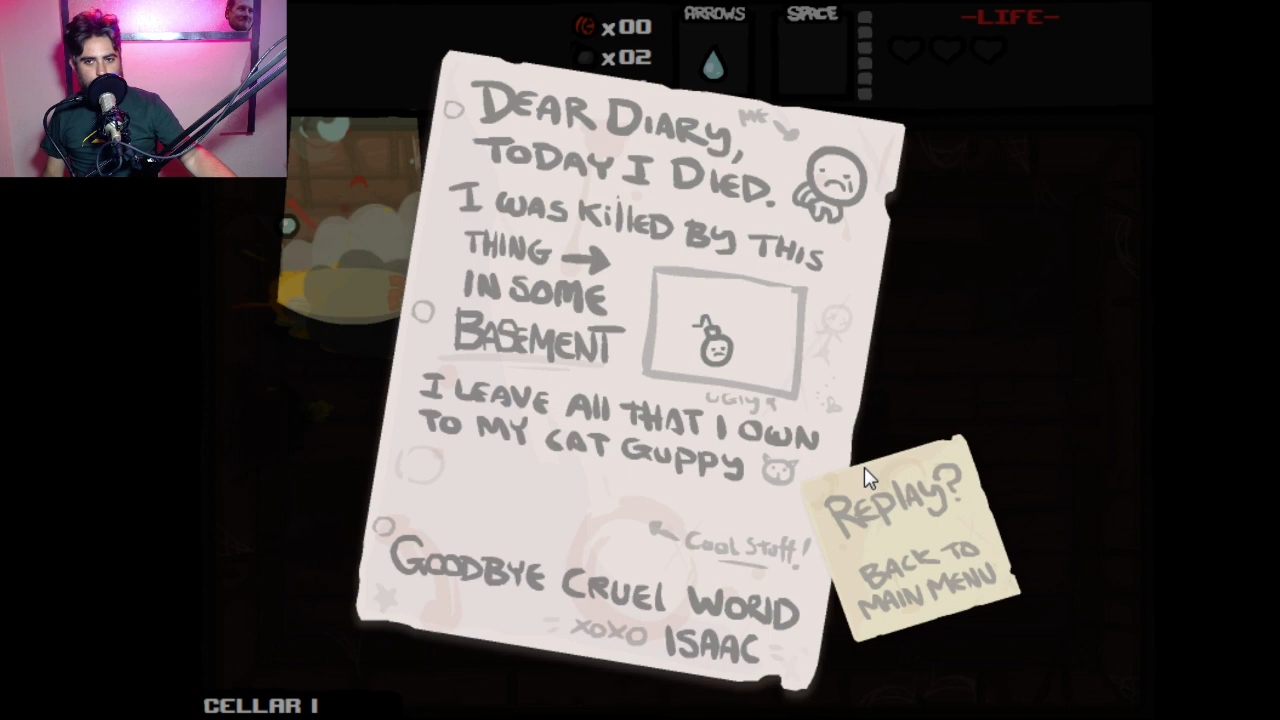 x00
x02
ARROWS
SPACE
-LIFE-
DEAR DIARY,
ME
TODAY I DIED.
I WAS KillED BY THIS
THING
IN SOME
BASEMENT
UGly
I LEAVE All THAT I OWN
TO MY CAT GUPPY
Cool Stuff!
GOODBYE CRUEl WORlD
XOXO ISAAC
REPlAY?
BACK TO
MAIN MENU
CELLAR I